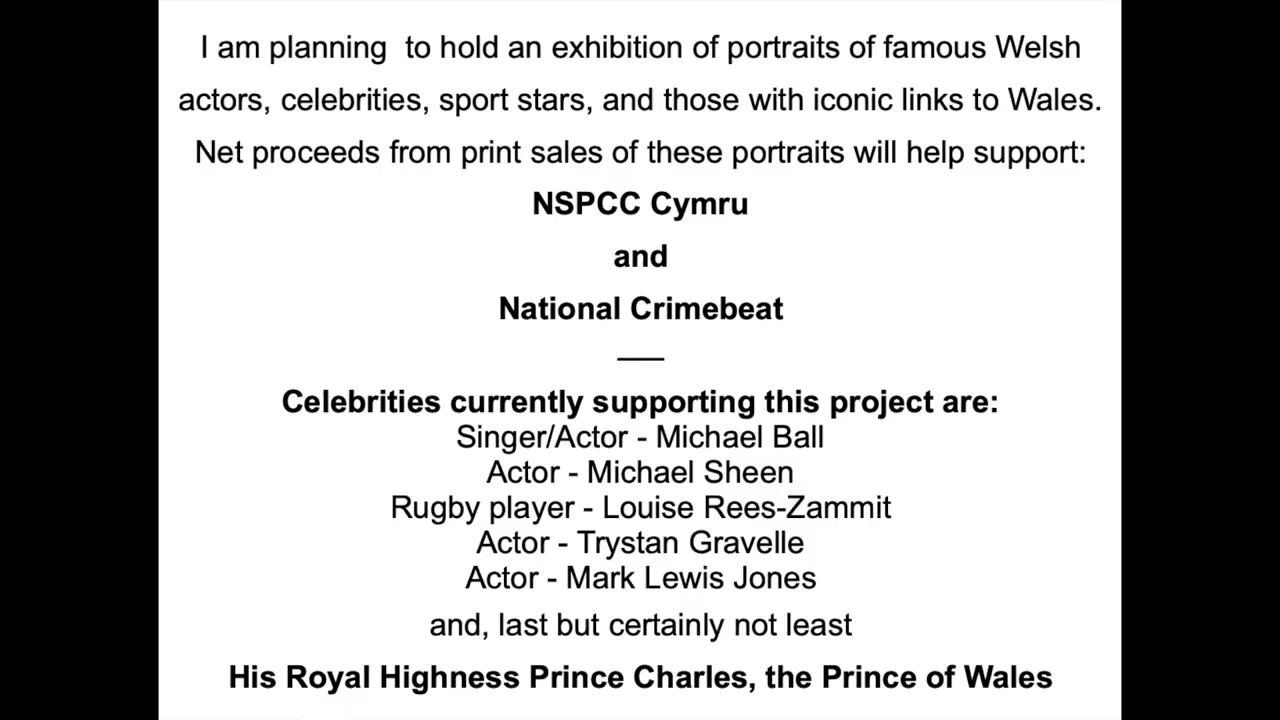 I am planning  to hold an exhibition of portraits of famous Welsh
actors, celebrities, sport stars, and those with iconic links to Wales.
Net proceeds from print sales of these portraits will help support:
NSPCC Cymru
and
National Crimebeat
___
Celebrities currently supporting this project are:
Singer/Actor - Michael Ball
Actor - Michael Sheen
Rugby player - Louise Rees-Zammit
Actor - Trystan Gravelle
Actor - Mark Lewis Jones
and, last but certainly not least
His Royal Highness Prince Charles, the Prince of Wales